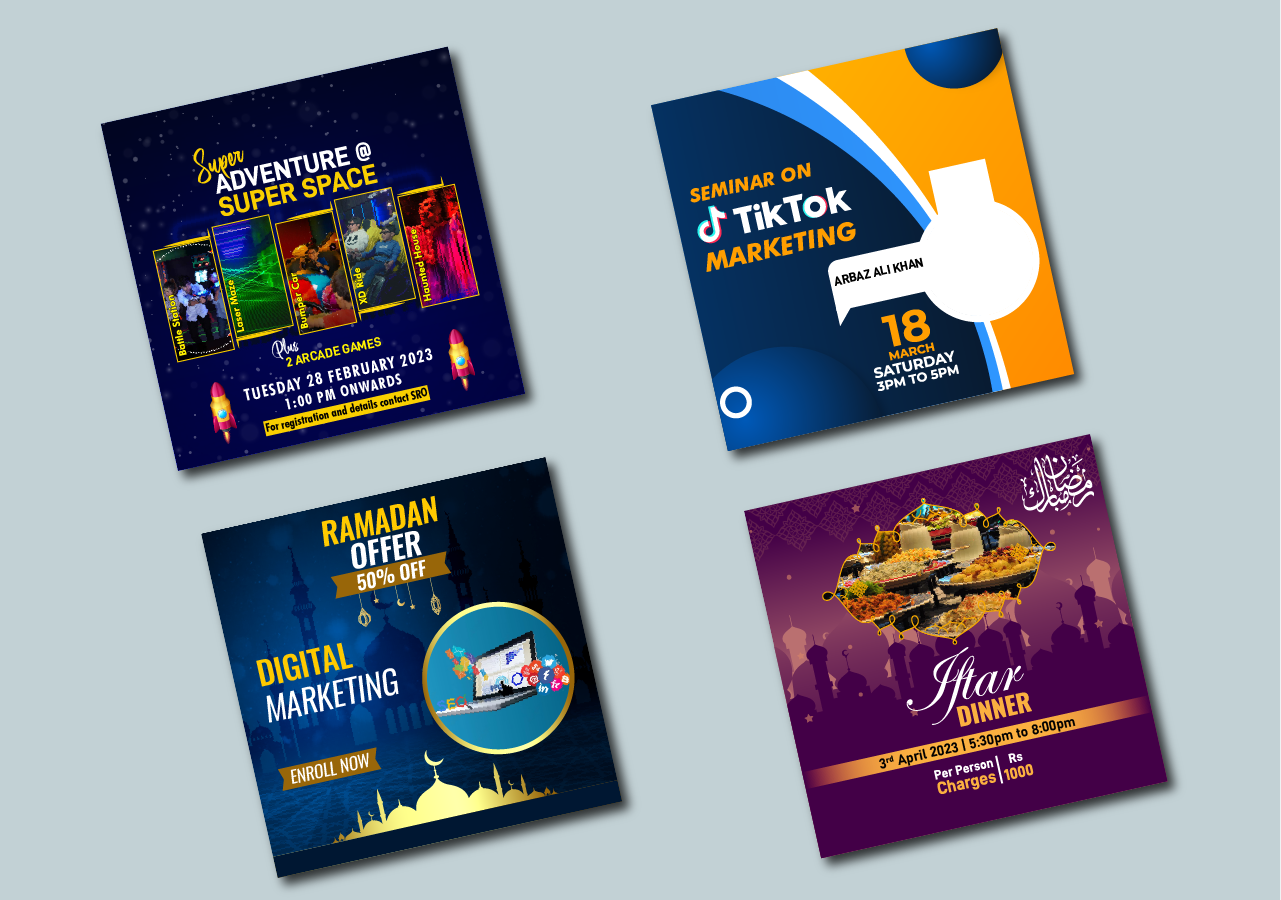 Super
ADVENTURE @
SUPER SPACE
Battle Station
Laser Maze
Bumper Car
XD Ride
Haunted House
Plus
2 ARCADE GAMES
TUESDAY 28 FEBRUARY 2023
1:00 PM ONWARDS
For registration and details contact SRO
SEMINAR ON
TikTok
MARKETING
ARBAZ ALI KHAN
18
MARCH
SATURDAY
3PM TO 5PM
RAMADAN
OFFER
50% OFF
DIGITAL
MARKETING
ENROLL NOW
رمضان
مبارك
Iftar
DINNER
3rd April 2023 | 5:30pm to 8:00pm
Per Person | Rs
Charges | 1000